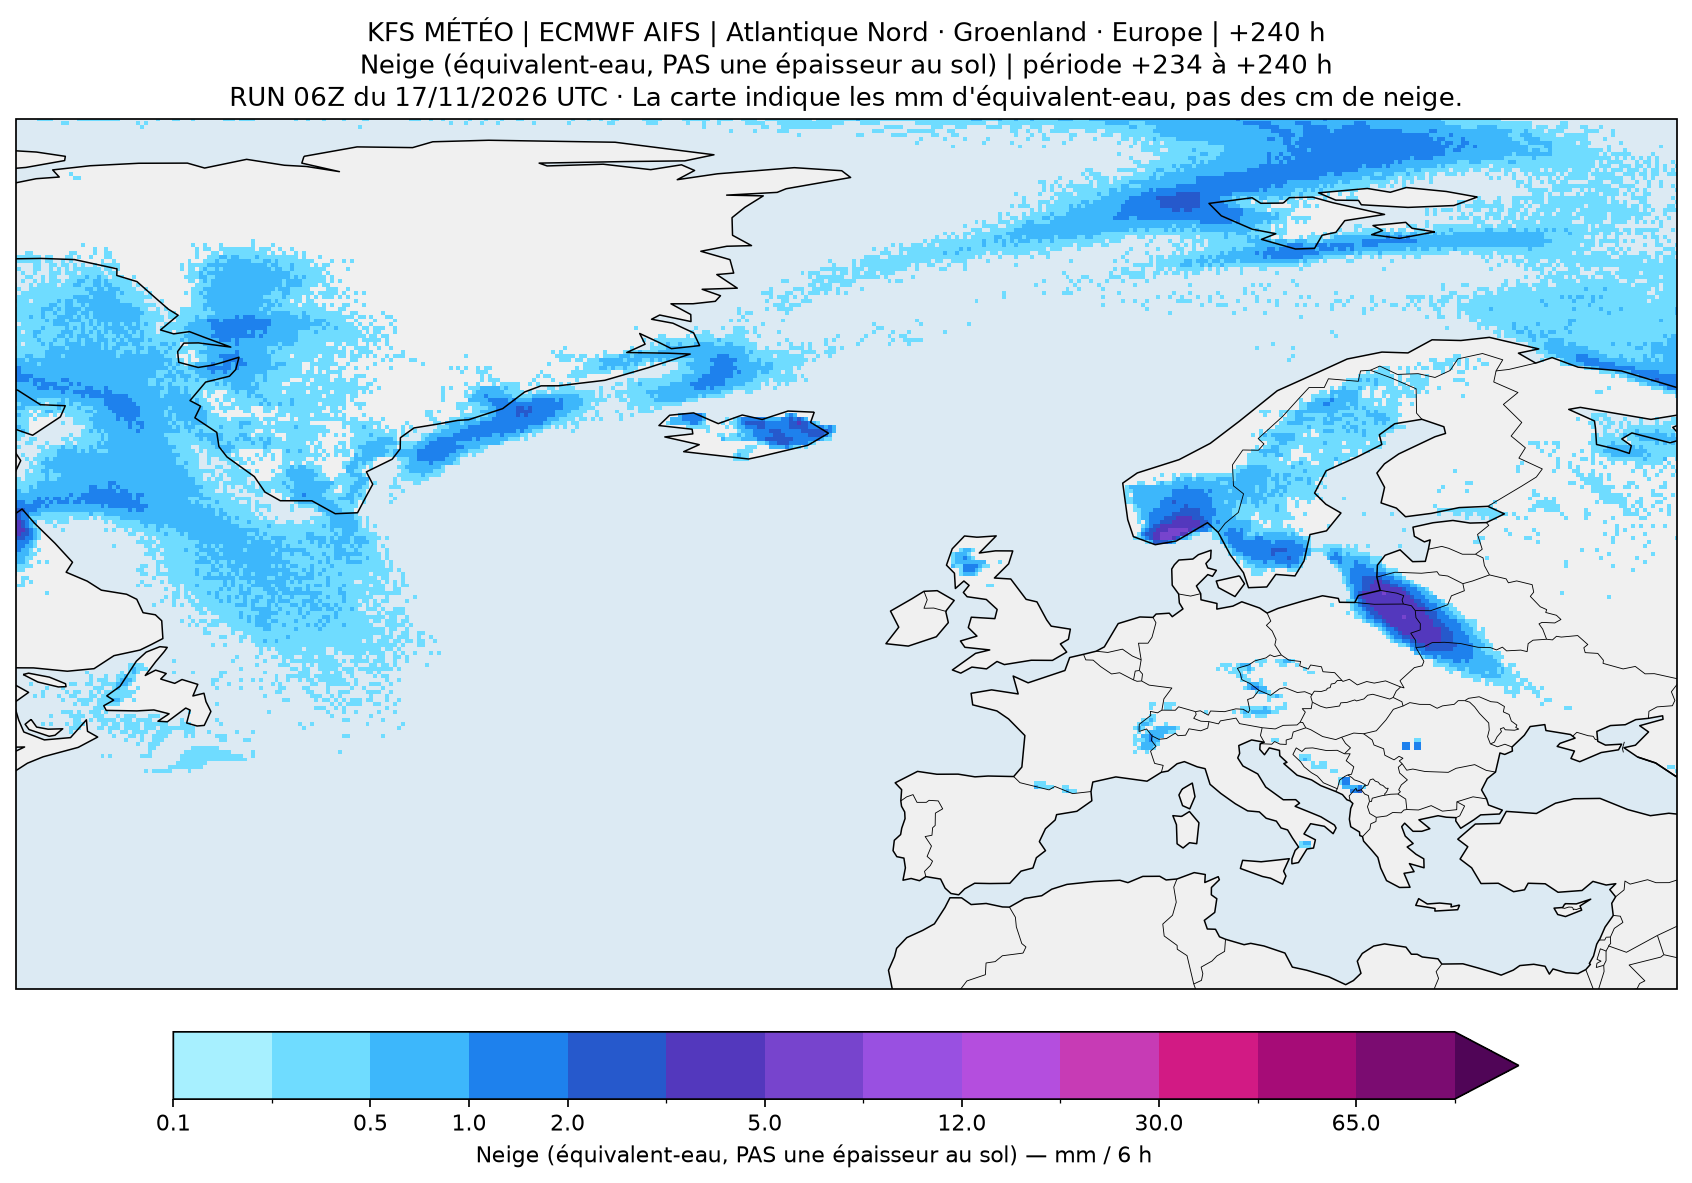 KFS MÉTÉO | ECMWF AIFS | Atlantique Nord · Groenland · Europe | +240 h
Neige (équivalent-eau, PAS une épaisseur au sol) | période +234 à +240 h
RUN 06Z du 17/11/2026 UTC · La carte indique les mm d'équivalent-eau, pas des cm de neige.
0.1 0.5 1.0 2.0 5.0 12.0 30.0 65.0
Neige (équivalent-eau, PAS une épaisseur au sol) — mm / 6 h